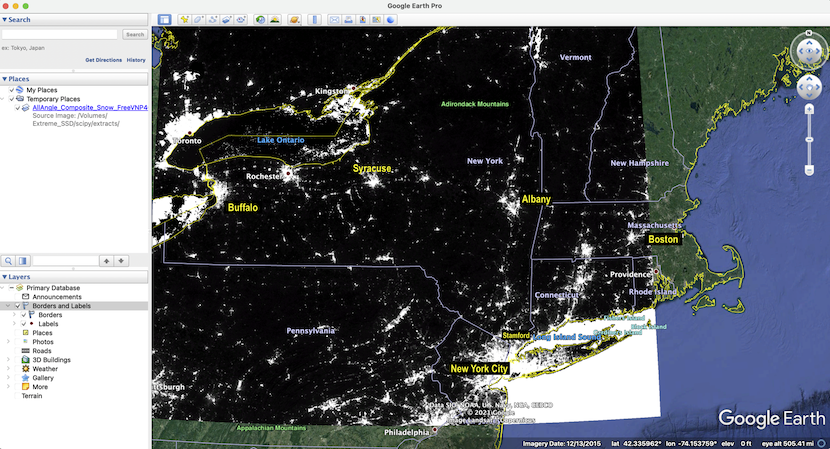 Google Earth Pro
Search
Search
ex: Tokyo, Japan
Get Directions
History
Places
My Places
Temporary Places
AllAngle_Composite_Snow_FreeVNP4
Source Image: /Volumes/
Extreme_SSD/scipy/extracts/
Layers
Primary Database
Announcements
Borders and Labels
Borders
Labels
Places
Photos
Roads
3D Buildings
Weather
Gallery
More
Terrain
N
Vermont
Kingston
Adirondack Mountains
Toronto
Lake Ontario
New York
New Hampshire
Rochester
Syracuse
Buffalo
Albany
Massachusetts
Boston
Providence
Connecticut
Rhode Island
Pennsylvania
Stamford
Long Island Sound
Block Island
New York City
Pittsburgh
Data SIO, NOAA, U.S. Navy, NGA, GEBCO
© 2021 Google
Image Landsat / Copernicus
Google Earth
Appalachian Mountains
Philadelphia
Imagery Date: 12/13/2015 lat 42.335962° lon -74.153759° elev 0 ft eye alt 505.41 mi